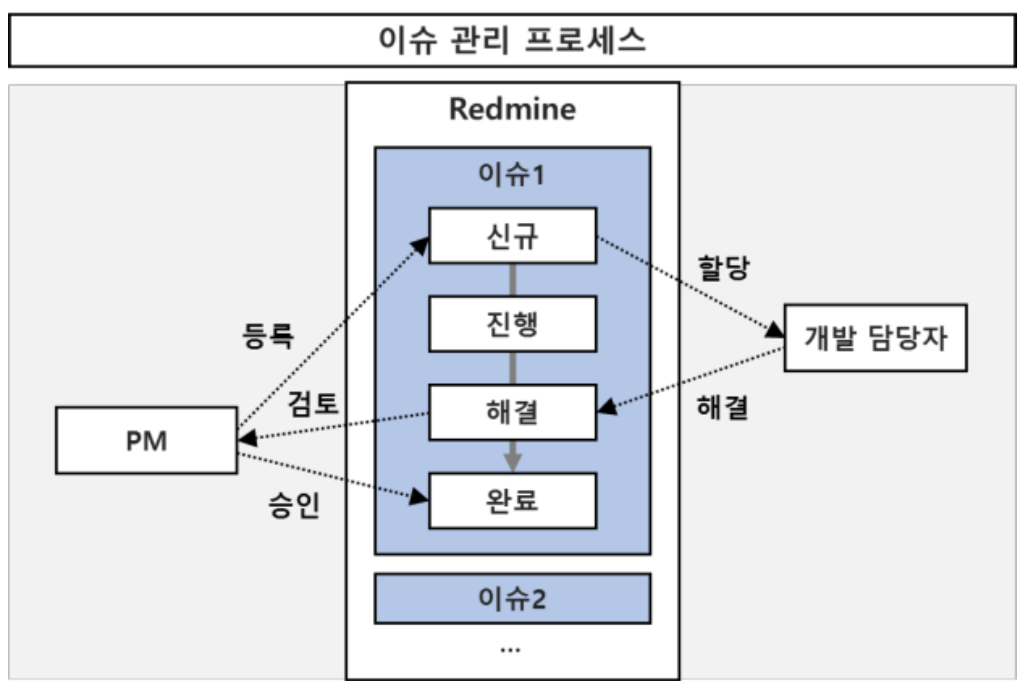 이슈 관리 프로세스
Redmine
이슈1
신규
할당
진행
개발 담당자
등록
검토
해결
해결
PM
승인
완료
이슈2
...